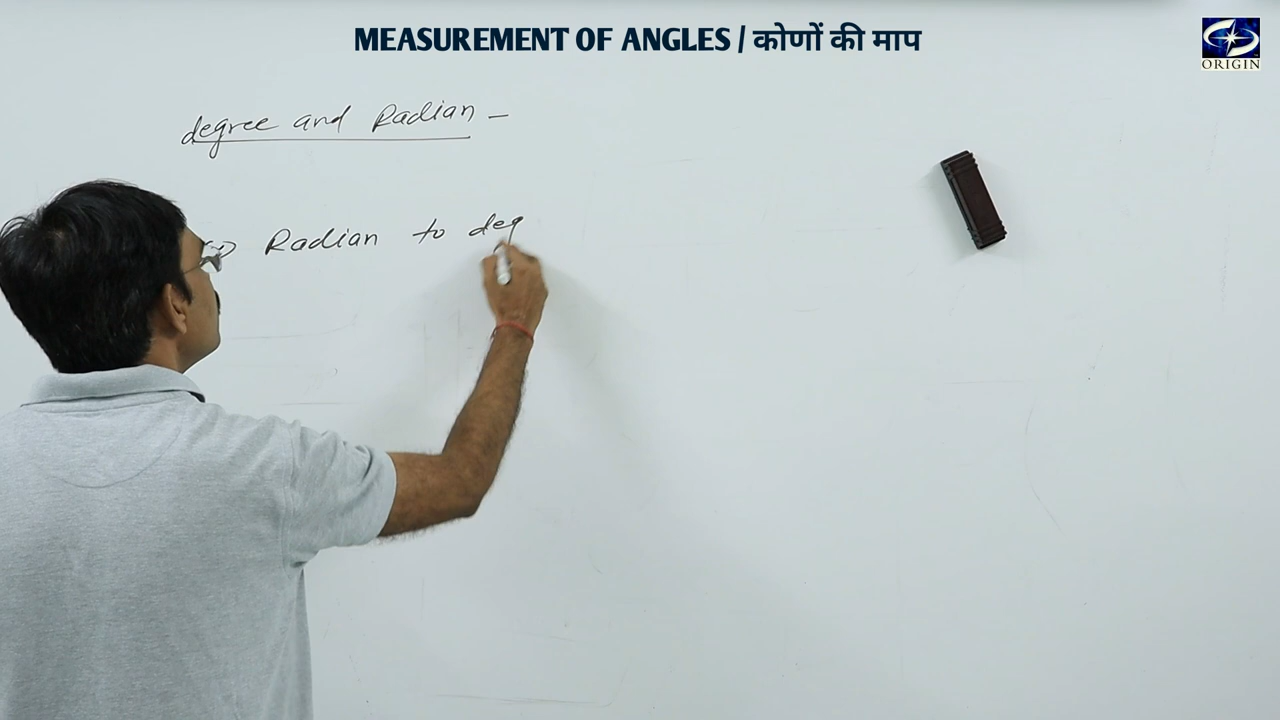 MEASUREMENT OF ANGLES / कोणों की माप
ORIGIN
degree and Radian –
Radian to deg